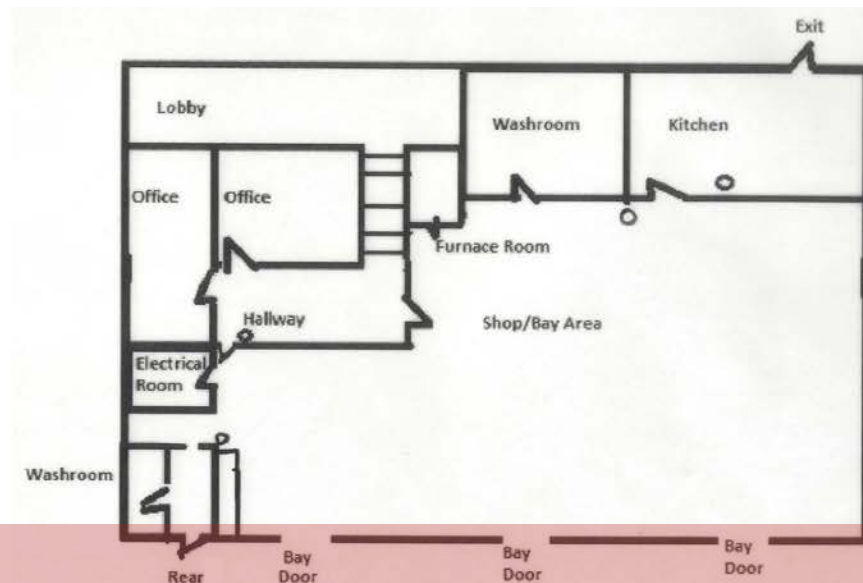 Exit
Lobby
Washroom
Kitchen
Office
Office
Furnace Room
Hallway
Shop/Bay Area
Electrical
Room
Washroom
Rear
Bay
Door
Bay
Door
Bay
Door